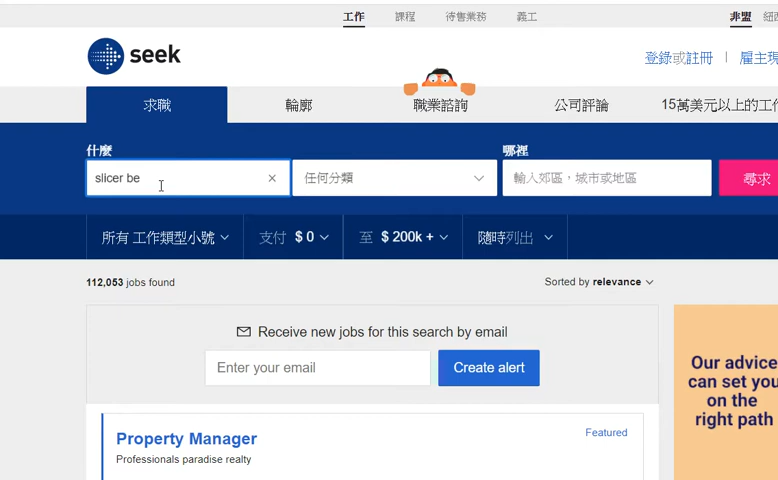 工作 課程 待售業務 義工 非盟
seek
登錄或註冊 | 雇主現
求職 輪廓 職業諮詢 公司評論 15萬美元以上的工作
什麼 哪裡
slicer be × 任何分類 輸入郊區，城市或地區 尋求
所有 工作類型小號 支付 $ 0 至 $ 200k + 隨時列出
112,053 jobs found Sorted by relevance
Receive new jobs for this search by email
Enter your email Create alert
Our advice
can set you
on the
right path
Property Manager Featured
Professionals paradise realty